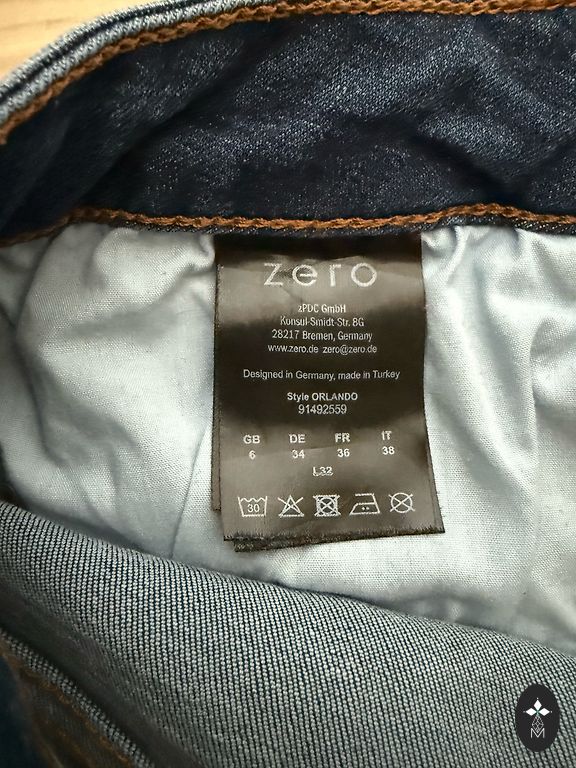 zero
zPDC GmbH
Konsul-Smidt-Str. 8G
28217 Bremen, Germany
www.zero.de zero@zero.de
Designed in Germany, made in Turkey
Style ORLANDO
91492559
GB DE FR IT
6 34 36 38
L32
30
M